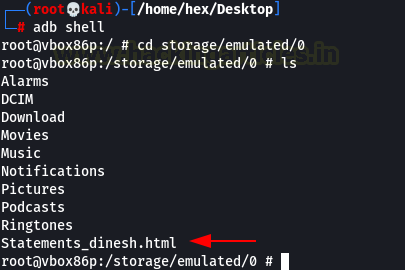 (root💀kali)-[/home/hex/Desktop]
# adb shell
root@vbox86p:/ # cd storage/emulated/0
root@vbox86p:/storage/emulated/0 # ls
Alarms
DCIM
Download
Movies
Music
Notifications
Pictures
Podcasts
Ringtones
Statements_dinesh.html
root@vbox86p:/storage/emulated/0 #